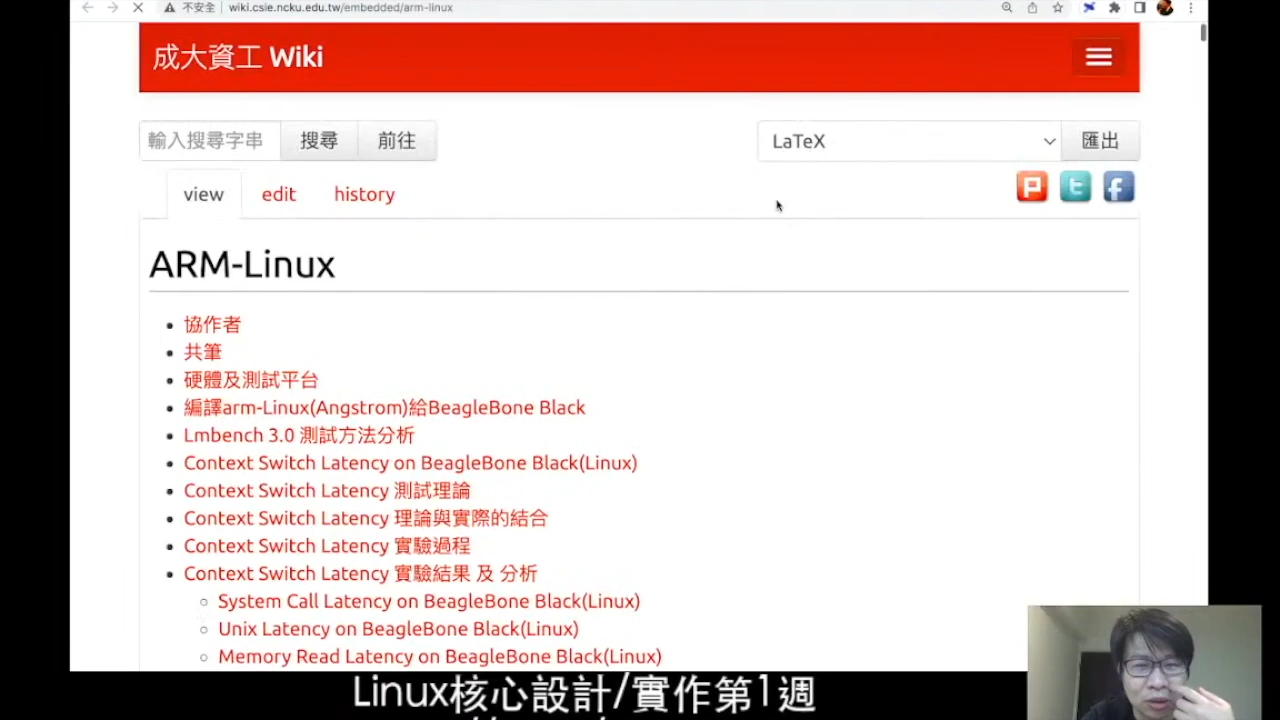 不安全 wiki.csie.ncku.edu.tw/embedded/arm-linux
成大資工 Wiki
輸入搜尋字串 搜尋 前往 LaTeX 匯出
view edit history
ARM-Linux
協作者
共筆
硬體及測試平台
編譯arm-Linux(Angstrom)給BeagleBone Black
Lmbench 3.0 測試方法分析
Context Switch Latency on BeagleBone Black(Linux)
Context Switch Latency 測試理論
Context Switch Latency 理論與實際的結合
Context Switch Latency 實驗過程
Context Switch Latency 實驗結果 及 分析
System Call Latency on BeagleBone Black(Linux)
Unix Latency on BeagleBone Black(Linux)
Memory Read Latency on BeagleBone Black(Linux)
Linux核心設計/實作第1週